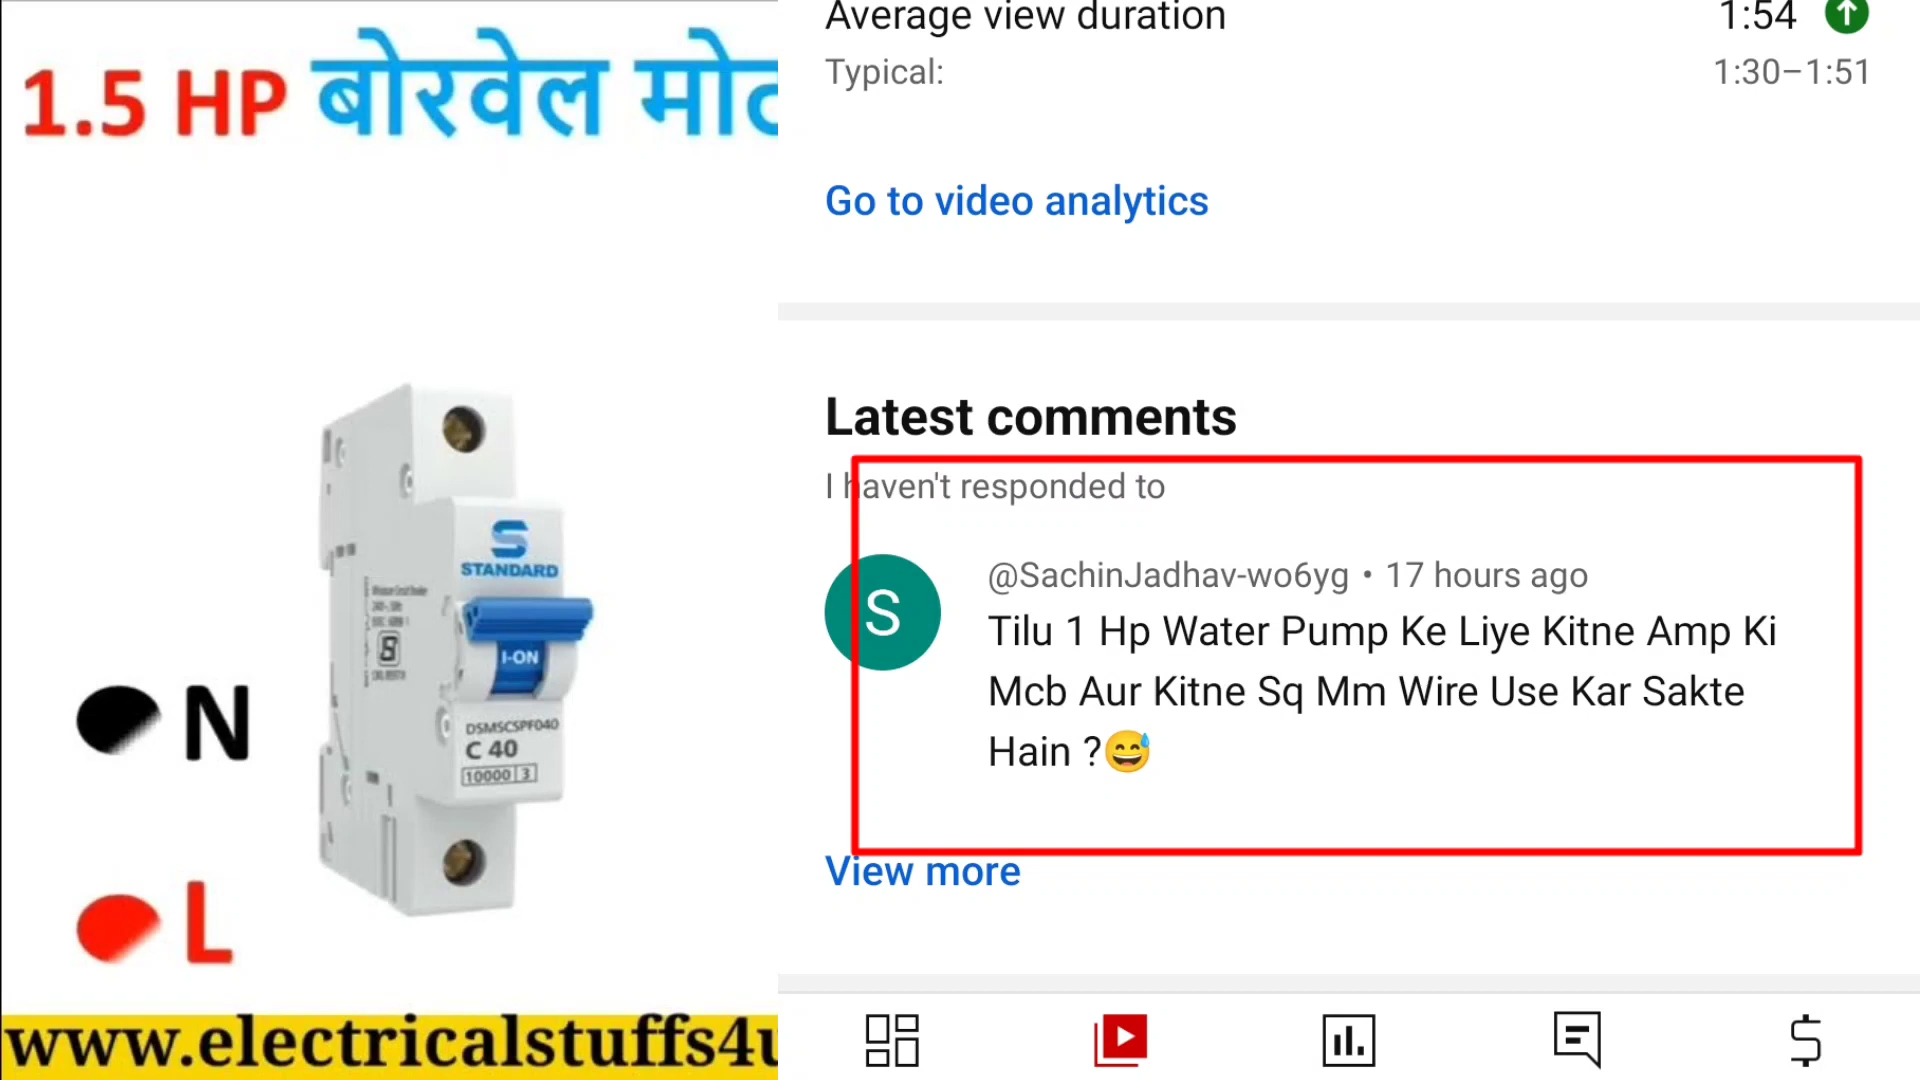 1.5 HP बोरवेल
N
L
STANDARD
I-ON
DSMSCSPF040
C 40
10000 3
www.electricalstuffs4u
Average view duration
1:54
Typical:
1:30–1:51
Go to video analytics
Latest comments
I haven't responded to
S
@SachinJadhav-wo6yg • 17 hours ago
Tilu 1 Hp Water Pump Ke Liye Kitne Amp Ki
Mcb Aur Kitne Sq Mm Wire Use Kar Sakte
Hain ?😅
View more